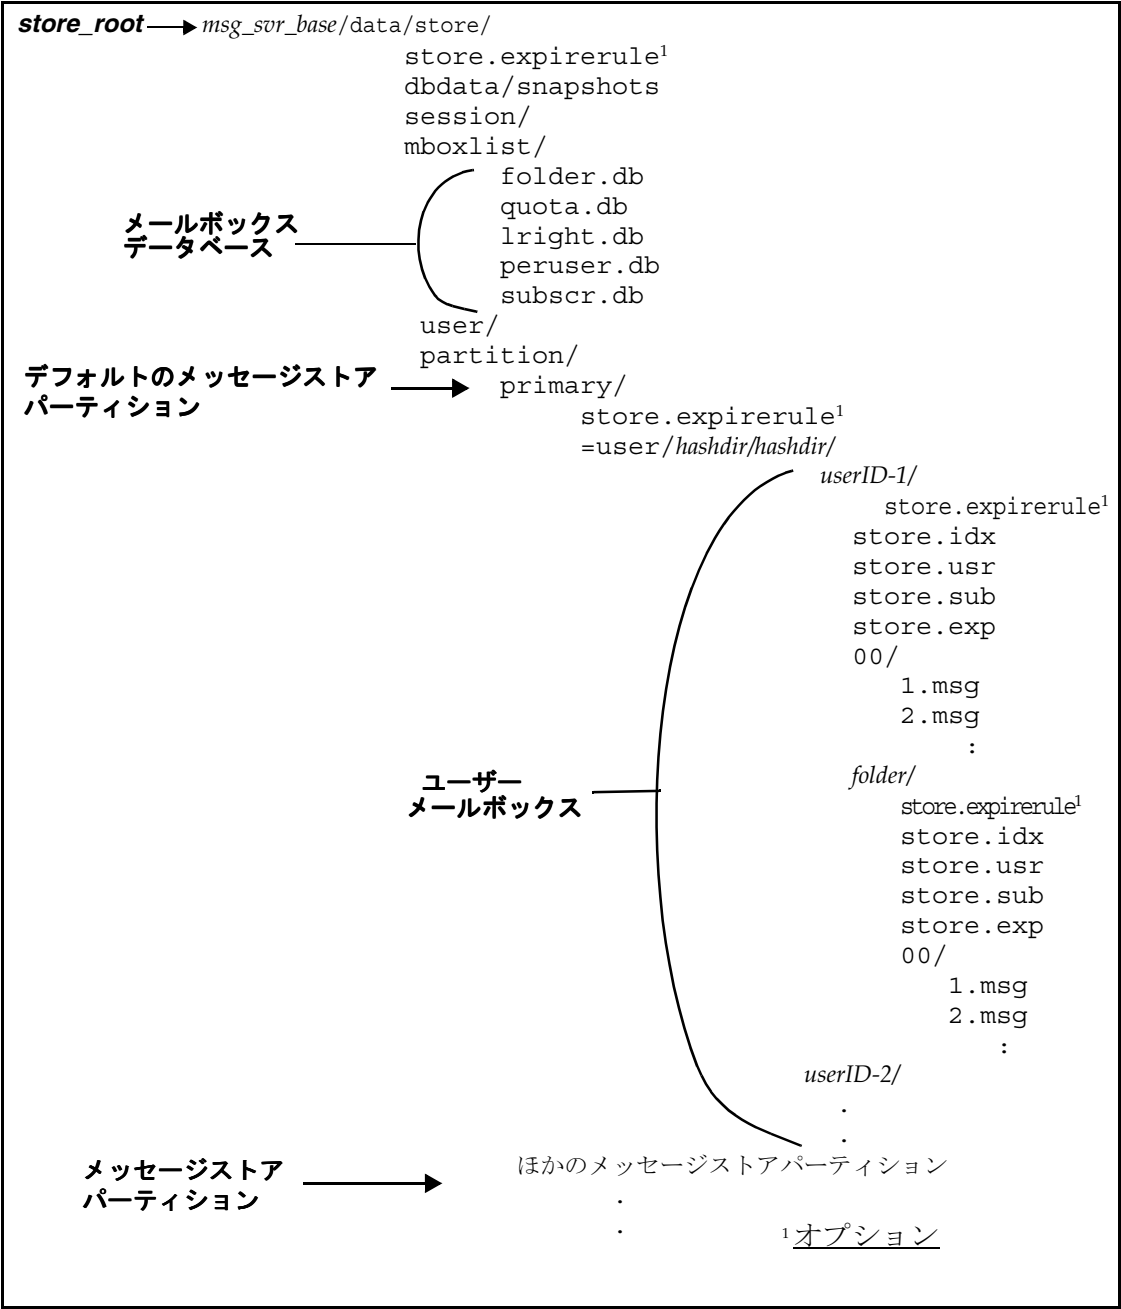 store_root msg_svr_base/data/store/
store.expirerule¹
dbdata/snapshots
session/
mboxlist/
folder.db
quota.db
メールボックス
データベース
lright.db
peruser.db
subscr.db
user/
partition/
デフォルトのメッセージストア
パーティション
primary/
store.expirerule¹
=user/hashdir/hashdir/
userID-1/
store.expirerule¹
store.idx
store.usr
store.sub
store.exp
00/
1.msg
2.msg
:
ユーザー
メールボックス
folder/
store.expirerule¹
store.idx
store.usr
store.sub
store.exp
00/
1.msg
2.msg
:
userID-2/
.
.
メッセージストア
パーティション
ほかのメッセージストアパーティション
.
.
¹オプション